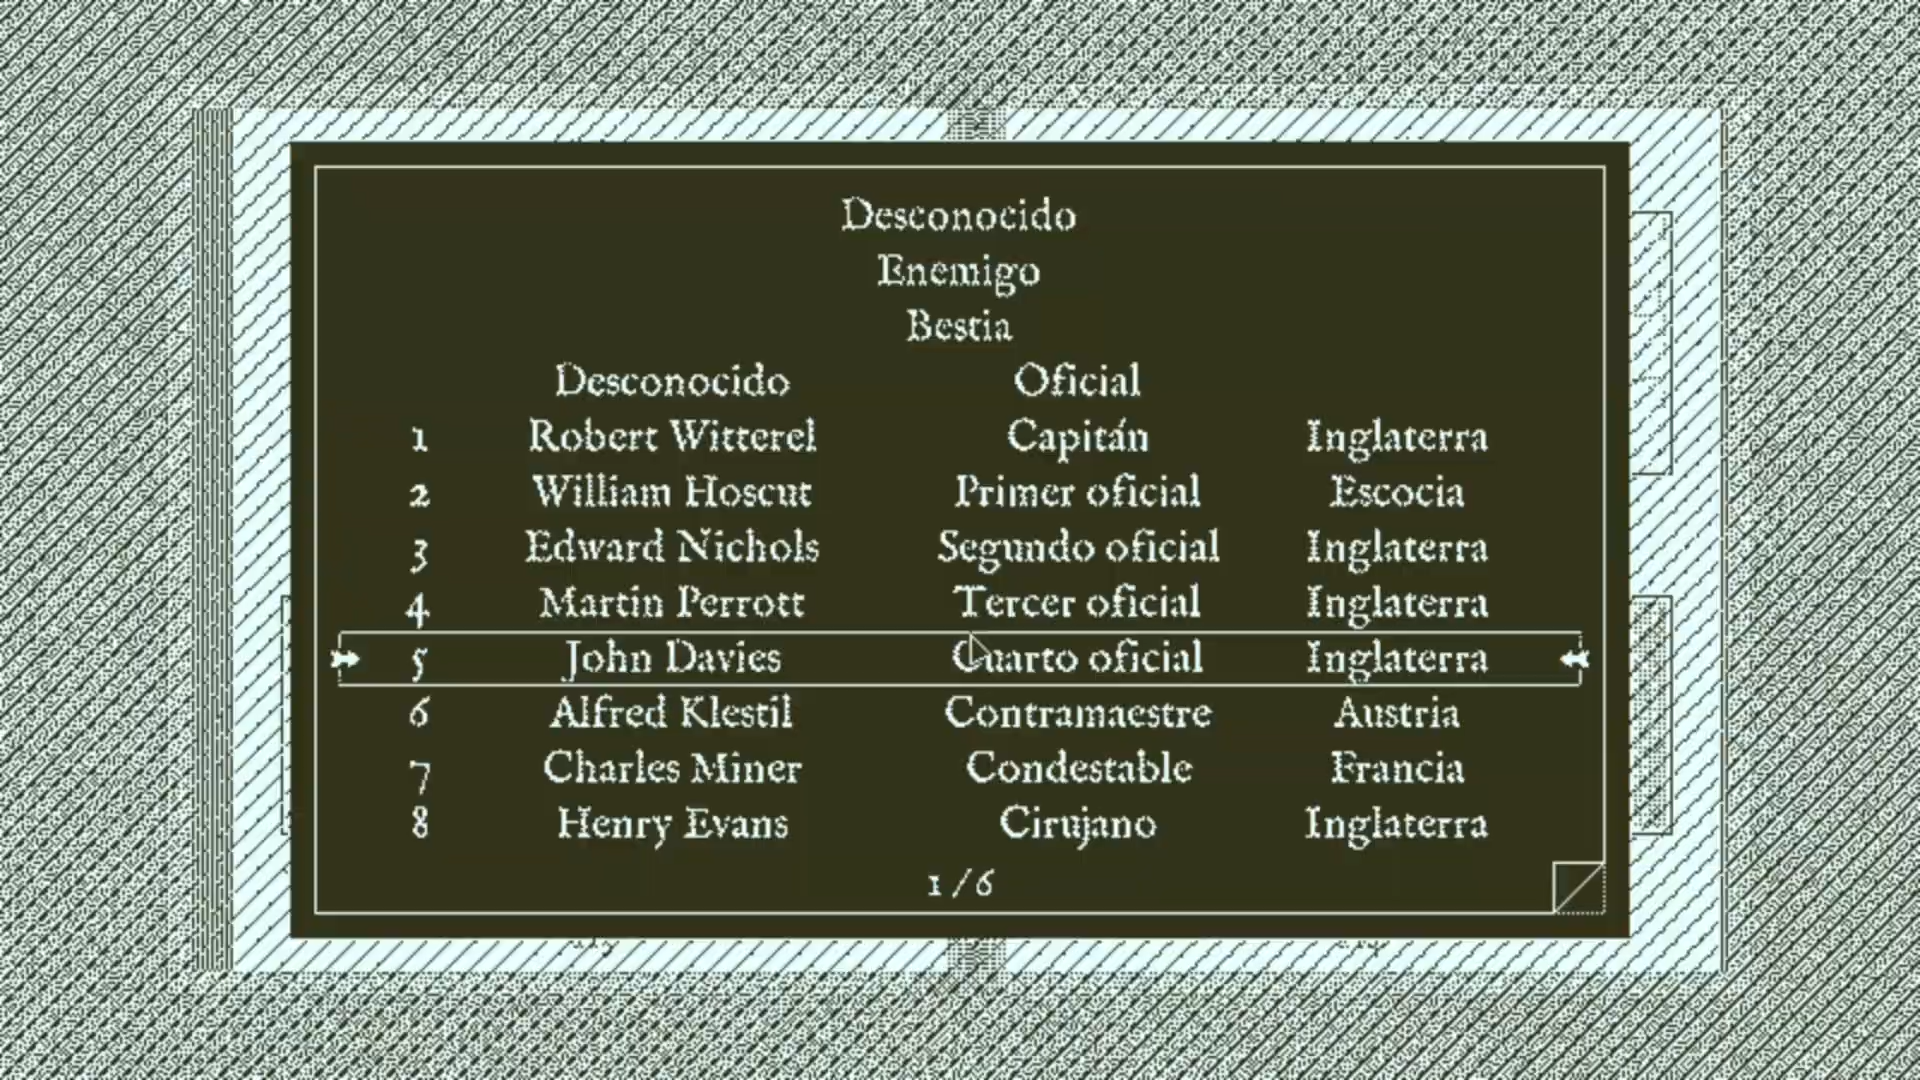 Desconocido
Enemigo
Bestia
Desconocido Oficial
1 Robert Witterel Capitán Inglaterra
2 William Hoscut Primer oficial Escocia
3 Edward Nichols Segundo oficial Inglaterra
4 Martin Perrott Tercer oficial Inglaterra
5 John Davies Cuarto oficial Inglaterra
6 Alfred Klestil Contramaestre Austria
7 Charles Miner Condestable Francia
8 Henry Evans Cirujano Inglaterra
1 / 6